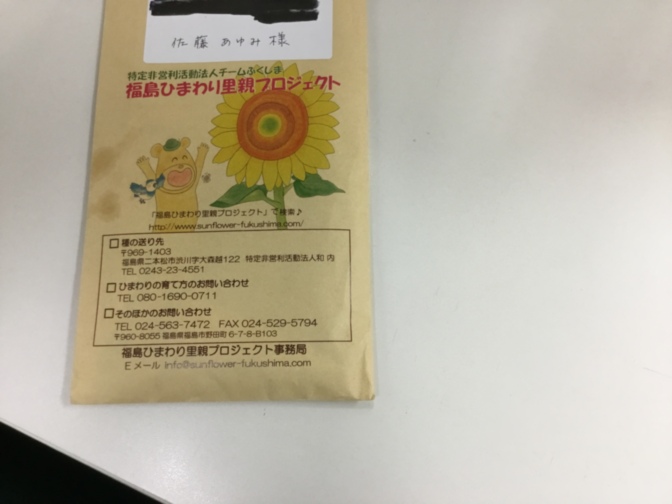 佐藤 あゆみ 様
特定非営利活動法人チームふくしま
福島ひまわり里親プロジェクト
「福島ひまわり里親プロジェクト」で検索♪
http://www.sunflower-fukushima.com/
□ 種の送り先
〒969-1403
福島県二本松市渋川字大森越122 特定非営利活動法人和 内
TEL 0243-23-4551
□ ひまわりの育て方のお問い合わせ
TEL 080-1690-0711
□ そのほかのお問い合わせ
TEL 024-563-7472 FAX 024-529-5794
〒960-8055 福島県福島市野田町 6-7-8-B103
福島ひまわり里親プロジェクト事務局
Eメール info@sunflower-fukushima.com